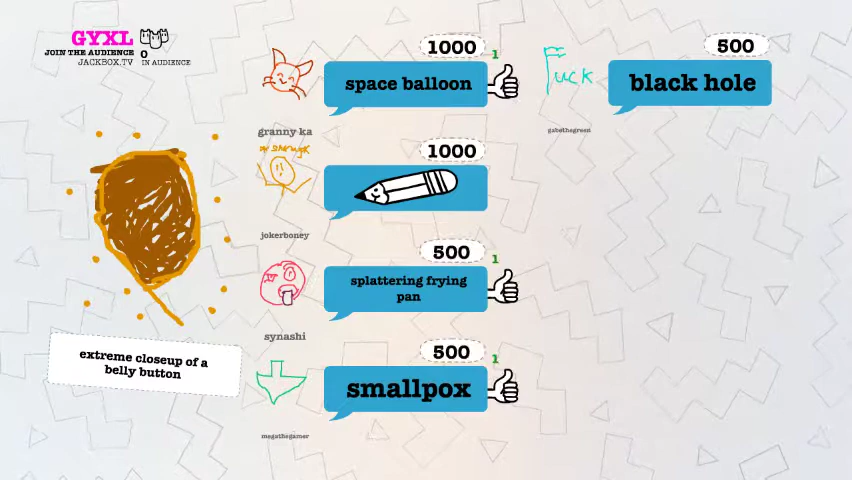 GYXL
JOIN THE AUDIENCE
JACKBOX.TV
0
IN AUDIENCE
1000
1
space balloon
granny ka
1000
jokerboney
500
1
splattering frying
pan
synashi
500
1
smallpox
megathegamer
500
Fuck
black hole
gabethegreen
extreme closeup of a
belly button